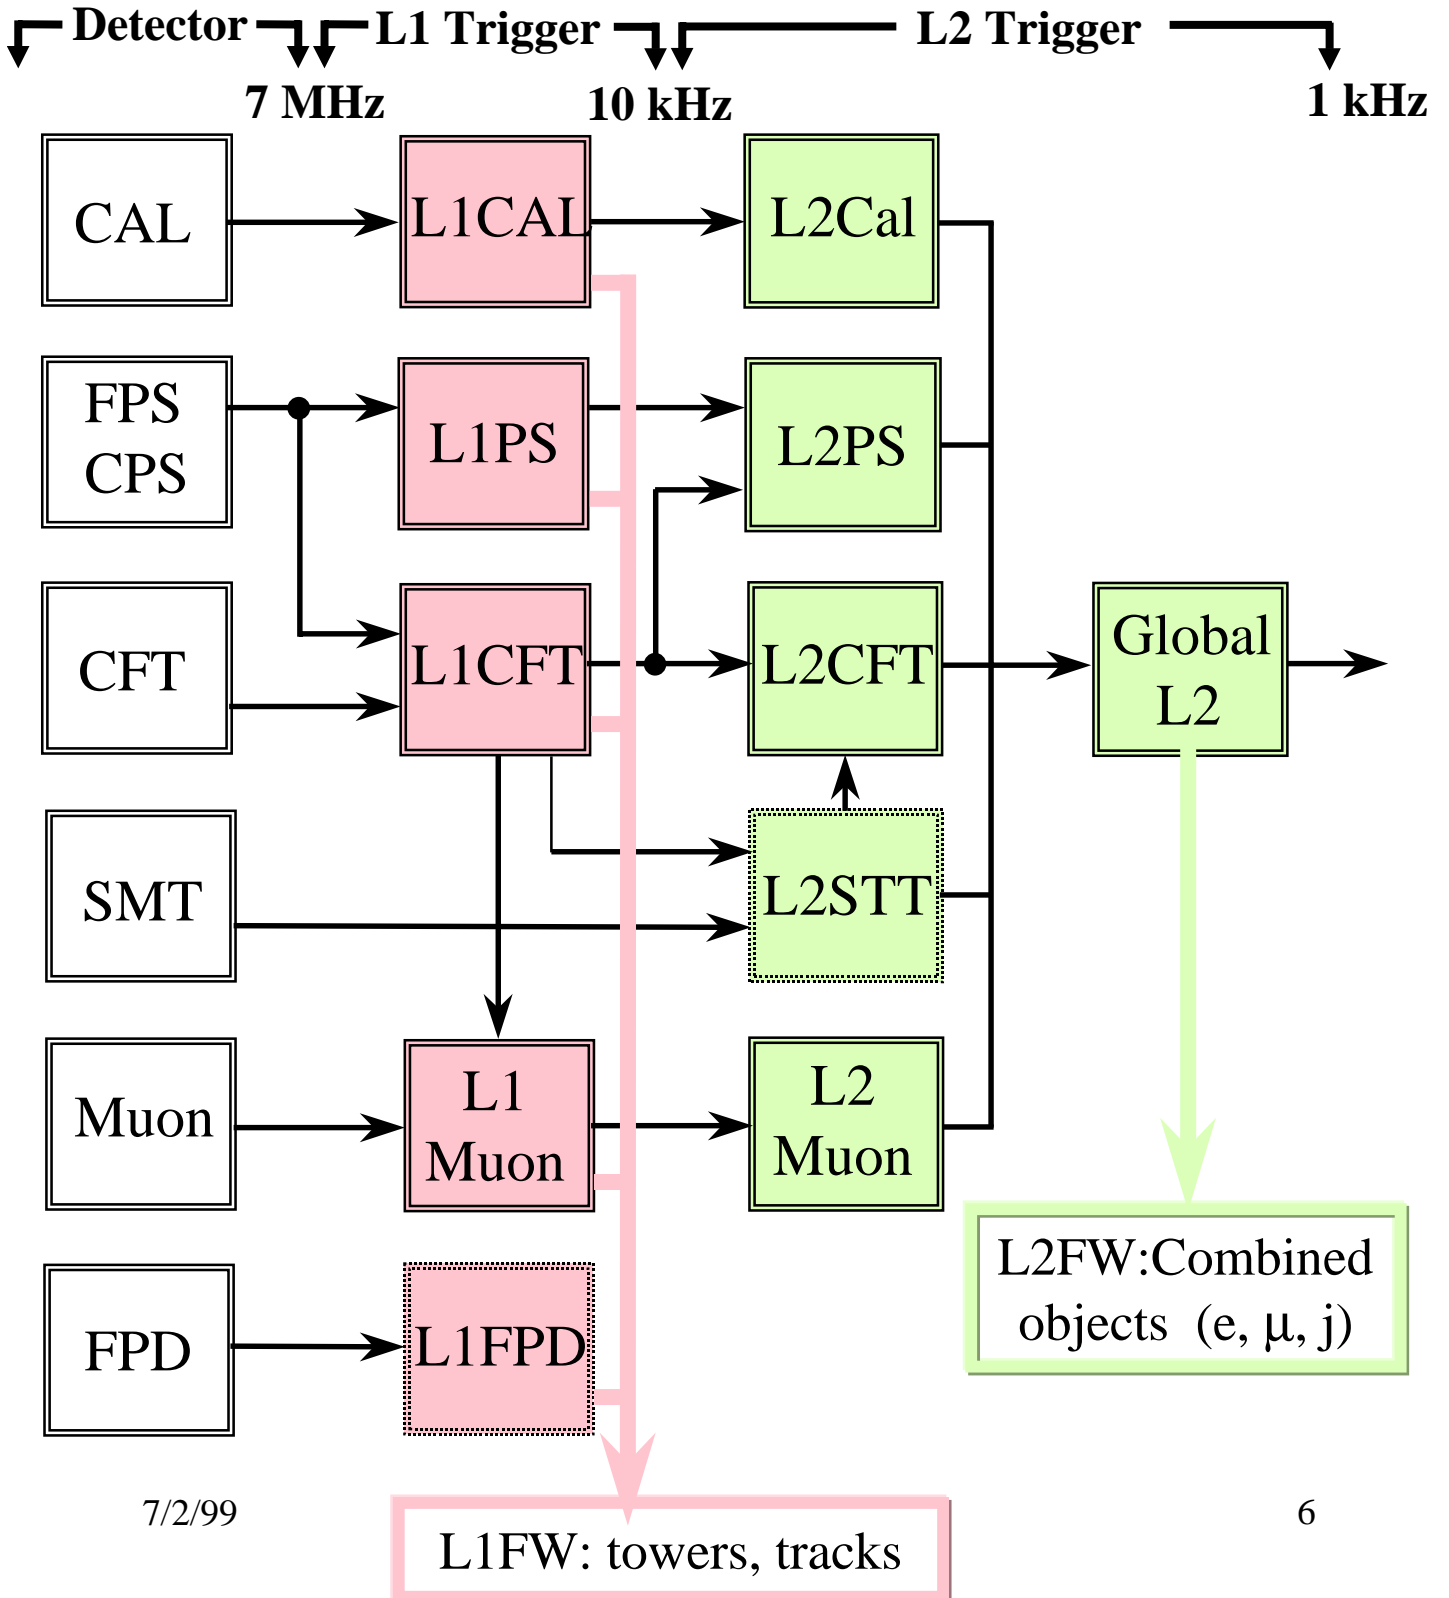 Detector
L1 Trigger
L2 Trigger
7 MHz
10 kHz
1 kHz
CAL
L1CAL
L2Cal
FPS
CPS
L1PS
L2PS
CFT
L1CFT
L2CFT
Global
L2
SMT
L2STT
Muon
L1
Muon
L2
Muon
FPD
L1FPD
L2FW:Combined
objects (e, μ, j)
7/2/99
L1FW: towers, tracks
6